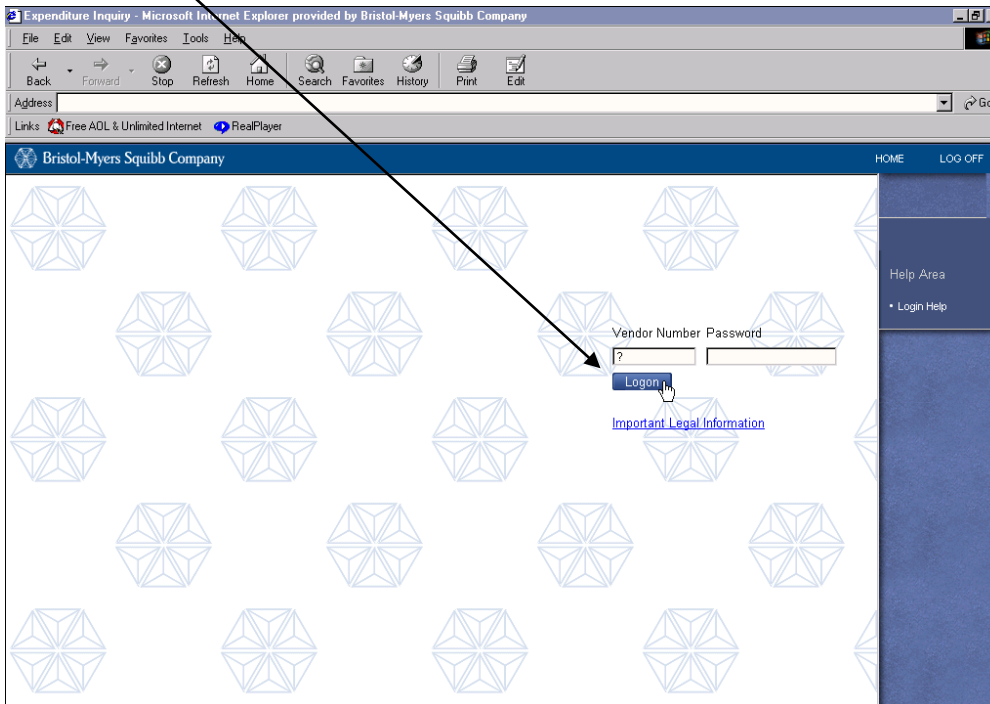 Expenditure Inquiry - Microsoft Internet Explorer provided by Bristol-Myers Squibb Company
File Edit View Favorites Tools Help
Back Forward Stop Refresh Home Search Favorites History Print Edit
Address Go
Links Free AOL & Unlimited Internet RealPlayer
Bristol-Myers Squibb Company HOME LOG OFF
Help Area
• Login Help
Vendor Number Password
?
Logon
Important Legal Information